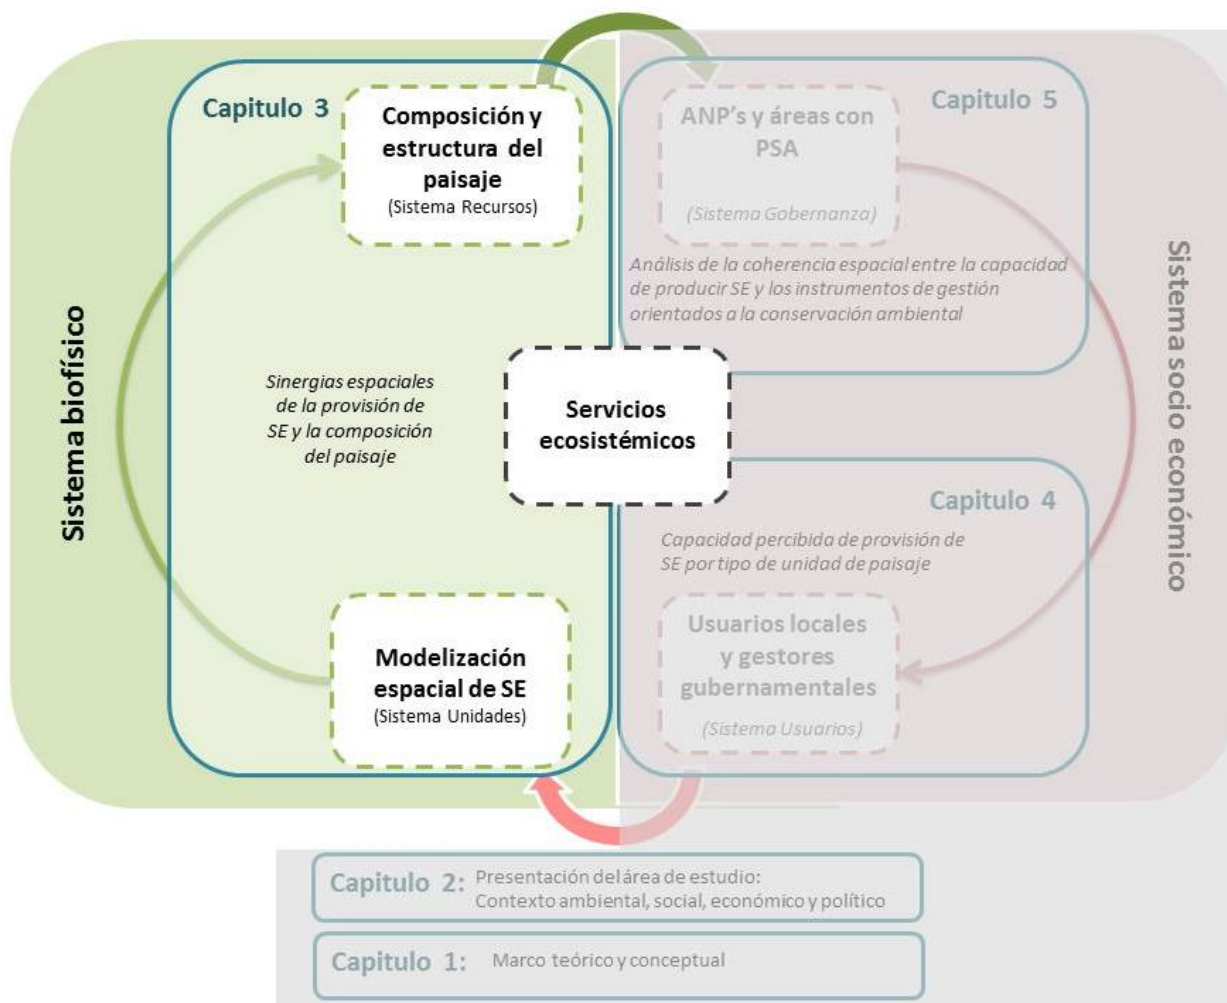 Sistema biofísico
Capitulo 3
Composición y
estructura del
paisaje
(Sistema Recursos)
Sinergias espaciales
de la provisión de
SE y la composición
del paisaje
Modelización
espacial de SE
(Sistema Unidades)
Servicios
ecosistémicos
Capitulo 5
ANP's y áreas con
PSA
(Sistema Gobernanza)
Análisis de la coherencia espacial entre la capacidad
de producir SE y los instrumentos de gestión
orientados a la conservación ambiental
Capitulo 4
Capacidad percibida de provisión de
SE por tipo de unidad de paisaje
Usuarios locales
y gestores
gubernamentales
(Sistema Usuarios)
Sistema socio económico
Capitulo 2: Presentación del área de estudio:
Contexto ambiental, social, económico y político
Capitulo 1: Marco teórico y conceptual